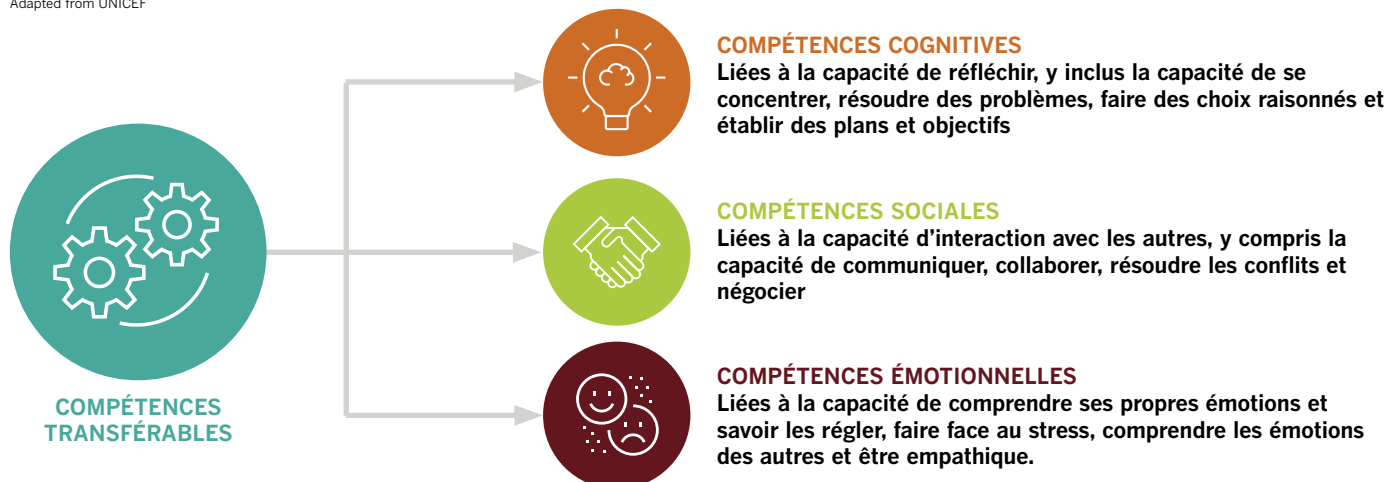 Adapted from UNICEF
COMPÉTENCES COGNITIVES
Liées à la capacité de réfléchir, y inclus la capacité de se
concentrer, résoudre des problèmes, faire des choix raisonnés et
établir des plans et objectifs
COMPÉTENCES SOCIALES
Liées à la capacité d’interaction avec les autres, y compris la
capacité de communiquer, collaborer, résoudre les conflits et
négocier
COMPÉTENCES
TRANSFÉRABLES
COMPÉTENCES ÉMOTIONNELLES
Liées à la capacité de comprendre ses propres émotions et
savoir les régler, faire face au stress, comprendre les émotions
des autres et être empathique.